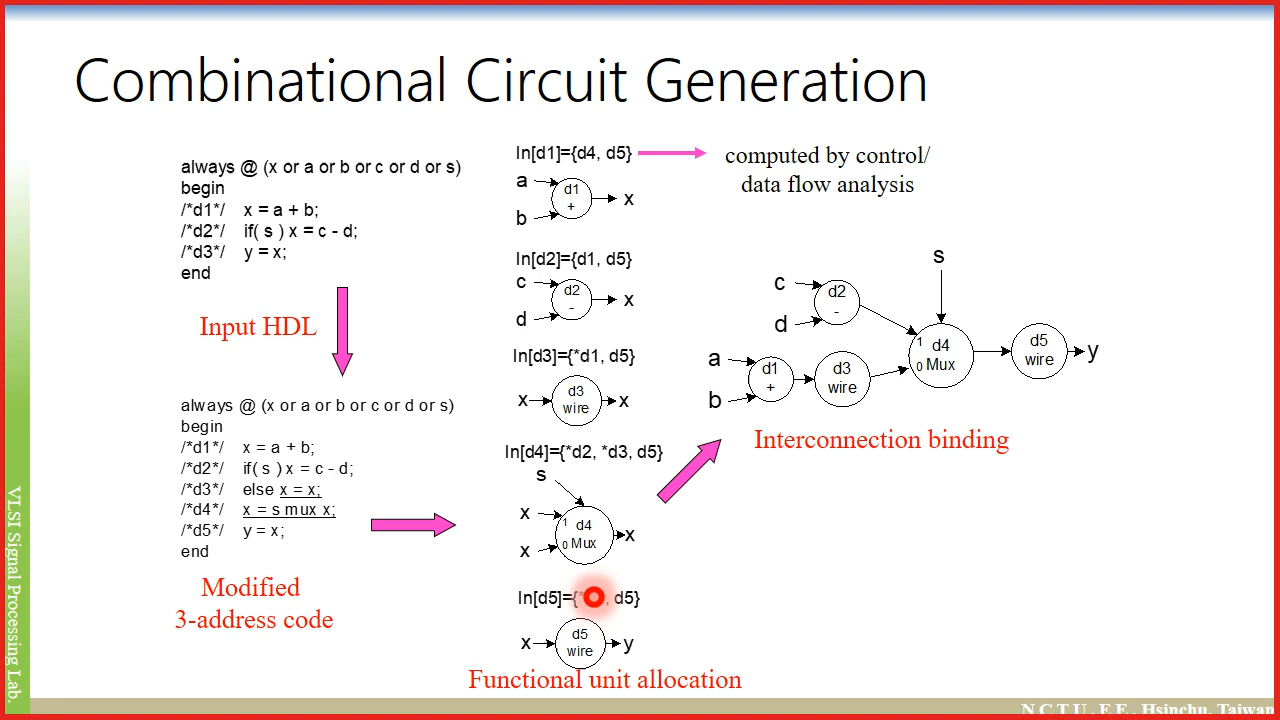 Combinational Circuit Generation
always @ (x or a or b or c or d or s)
begin
/*d1*/ x = a + b;
/*d2*/ if( s ) x = c - d;
/*d3*/ y = x;
end
Input HDL
always @ (x or a or b or c or d or s)
begin
/*d1*/ x = a + b;
/*d2*/ if( s ) x = c - d;
/*d3*/ else x = x;
/*d4*/ x = s mux x;
/*d5*/ y = x;
end
Modified
3-address code
In[d1]={d4, d5}
computed by control/
data flow analysis
a
b
d1
+
x
In[d2]={d1, d5}
c
d
d2
-
x
In[d3]={*d1, d5}
x
d3
wire
x
In[d4]={*d2, *d3, d5}
s
x
x
1
0
d4
Mux
x
In[d5]={* , d5}
x
d5
wire
y
Functional unit allocation
s
c
d
d2
-
a
b
d1
+
d3
wire
1
0
d4
Mux
d5
wire
y
Interconnection binding
VLSI Signal Processing Lab.
N C T U . E E . Hsinchu, Taiwan